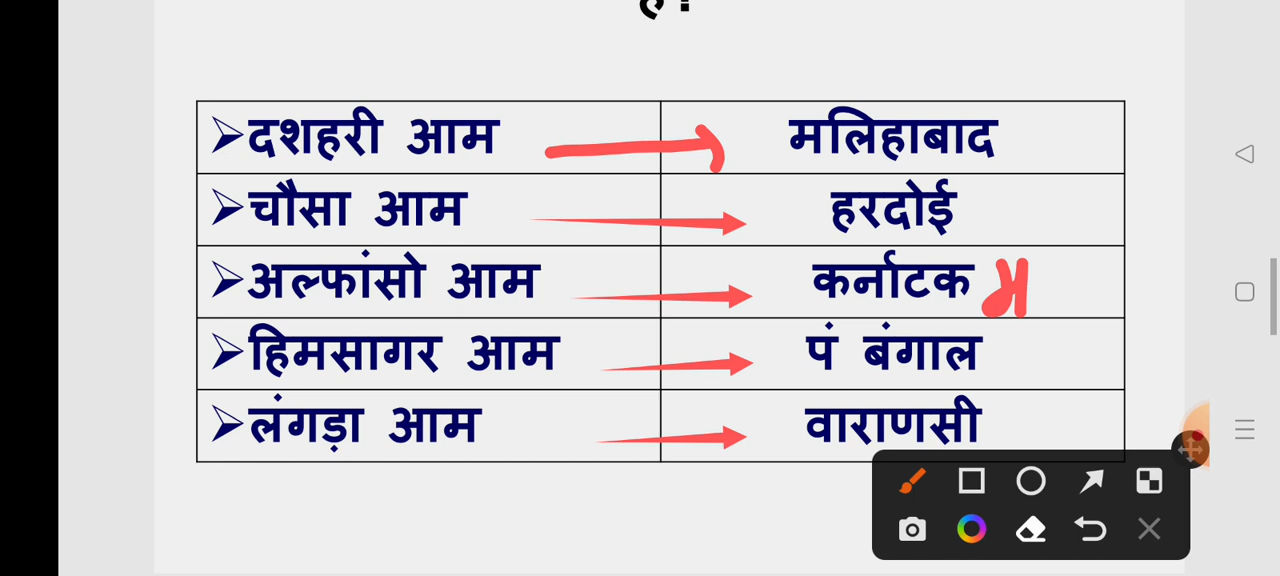 ➢दशहरी आम मलिहाबाद
➢चौसा आम हरदोई
➢अल्फांसो आम कर्नाटक
➢हिमसागर आम पं बंगाल
➢लंगड़ा आम वाराणसी